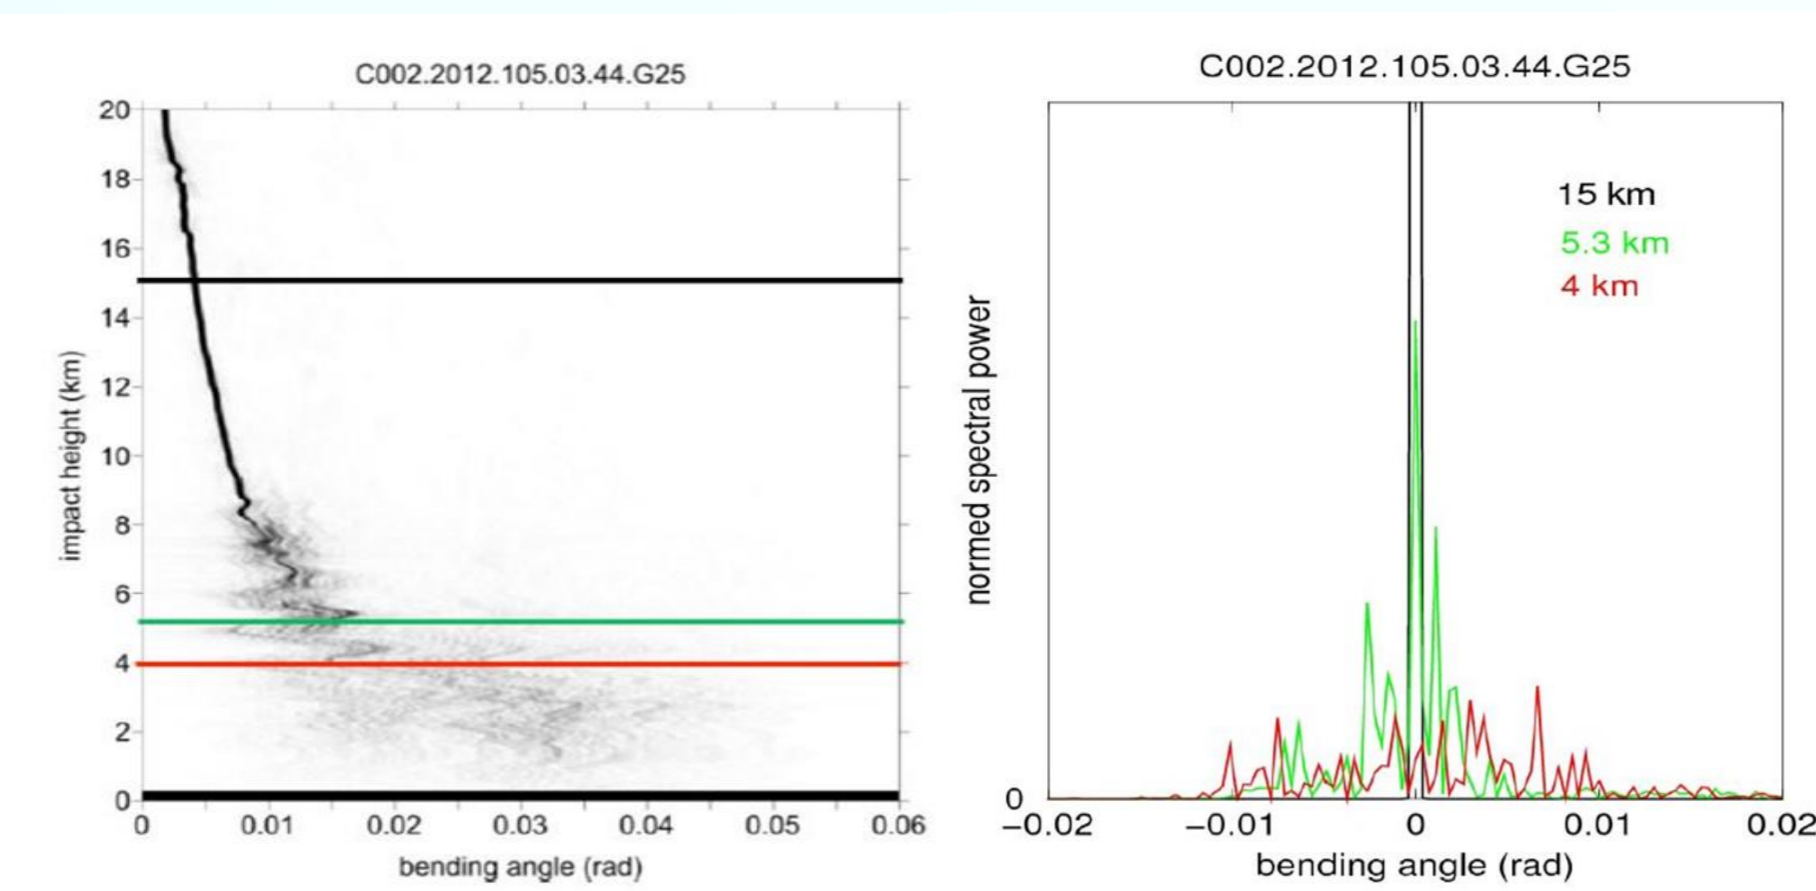 C002.2012.105.03.44.G25
20
18
16
14
12
10
8
6
4
2
0
impact height (km)
0 0.01 0.02 0.03 0.04 0.05 0.06
bending angle (rad)
C002.2012.105.03.44.G25
15 km
5.3 km
4 km
normed spectral power
0
−0.02 −0.01 0 0.01 0.02
bending angle (rad)